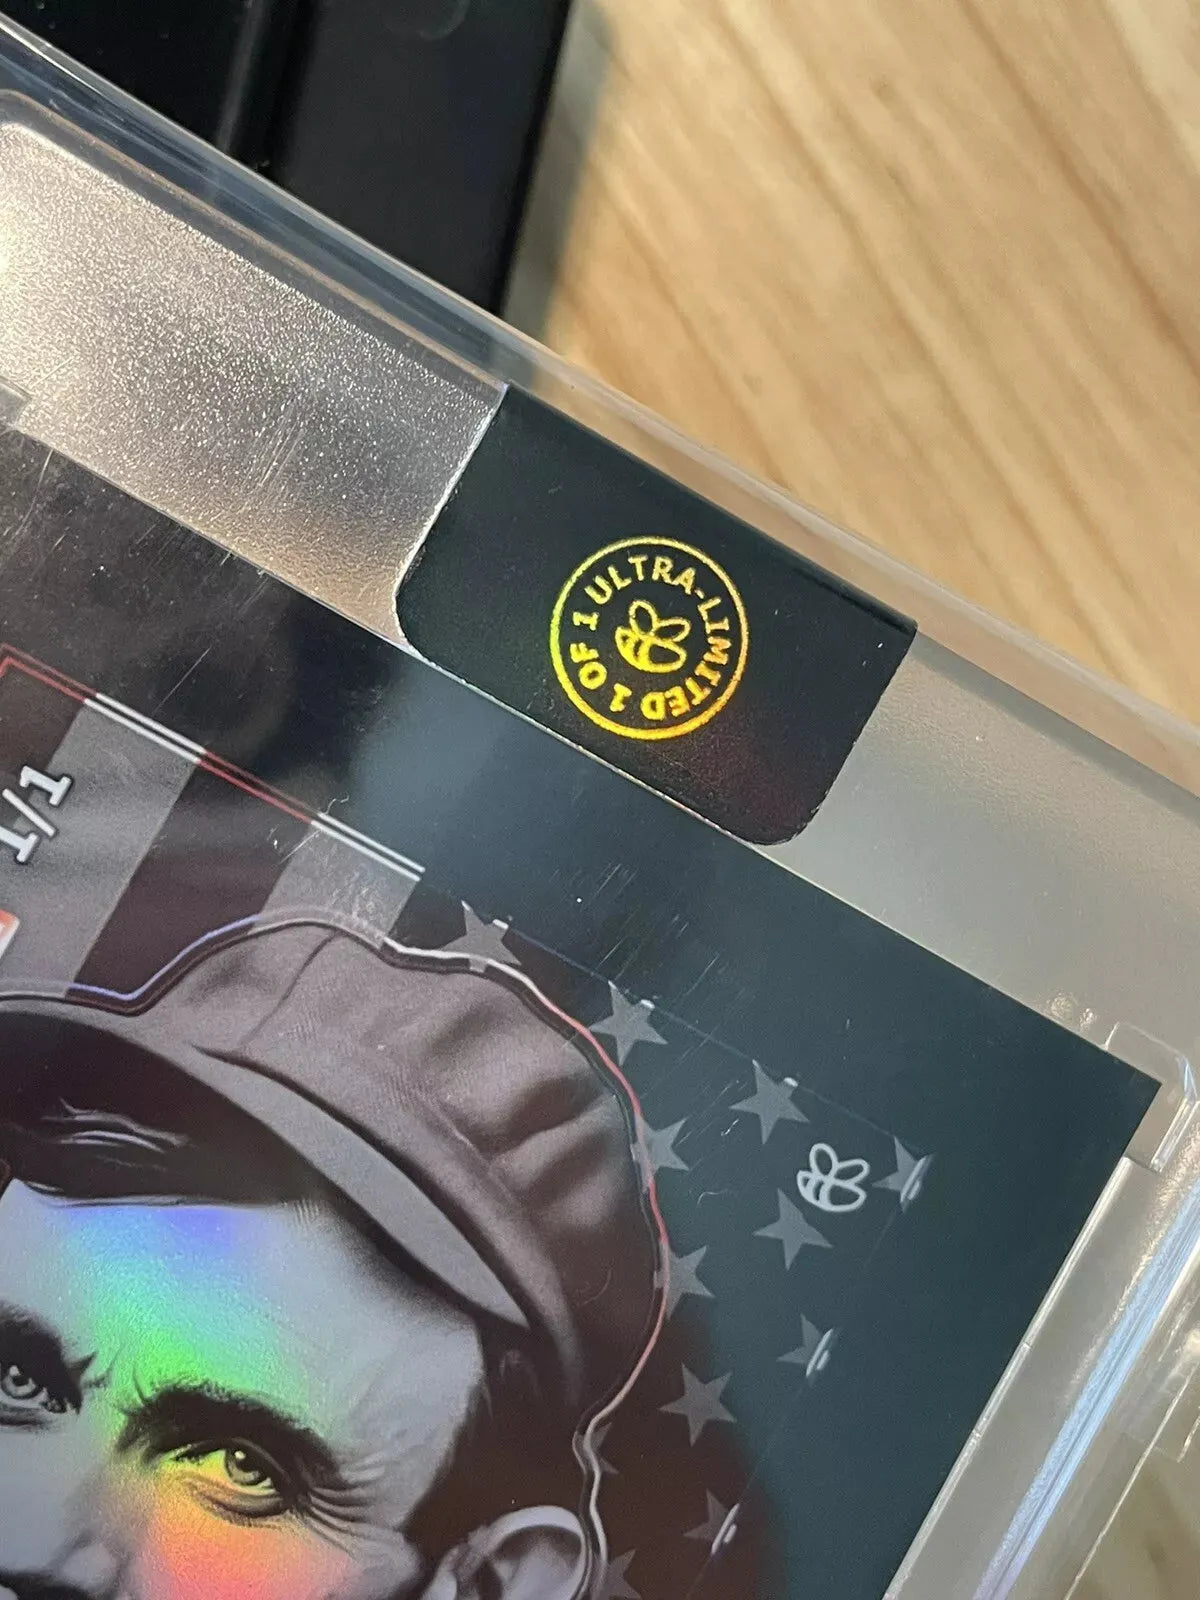 1 OF 1 ULTRA-LIMITED
1/1